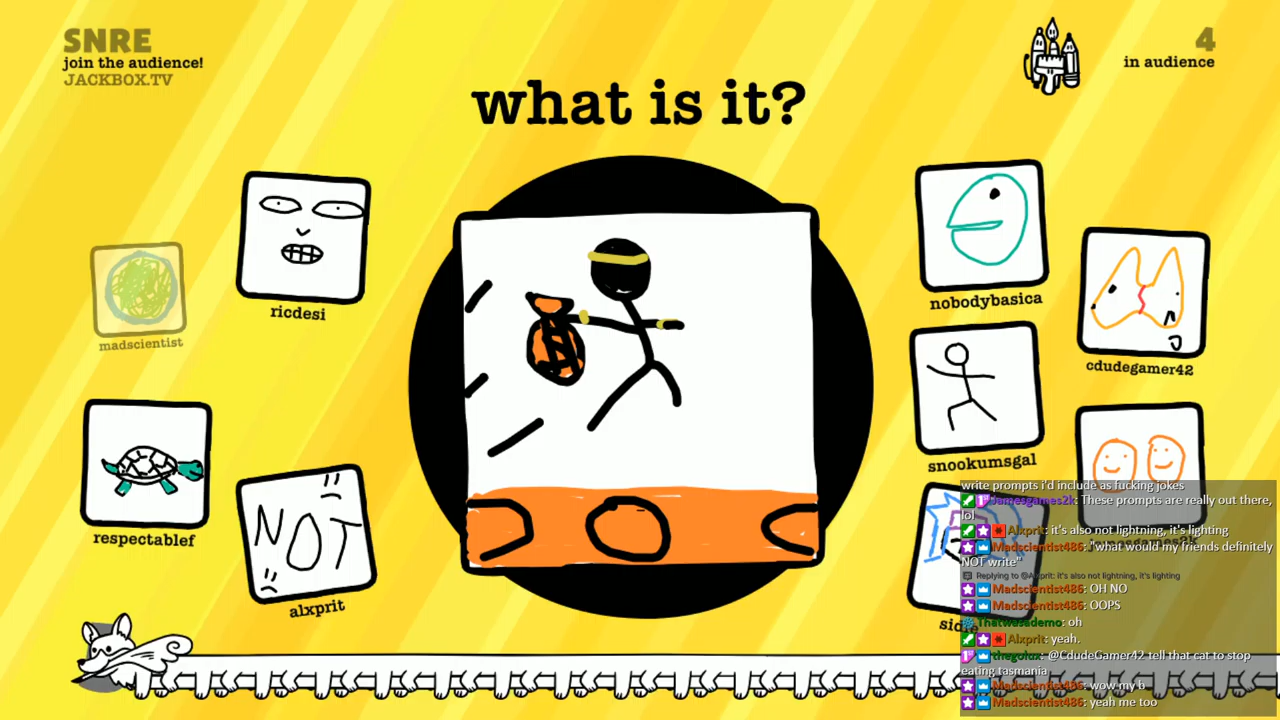 SNRE
join the audience!
JACKBOX.TV
4
in audience
what is it?
madscientist
ricdesi
respectablef
NOT
alxprit
nobodybasica
cdudegamer42
snookumsgal
write prompts i'd include as fucking jokes
Jamesgames2k: These prompts are really out there,
lol
Alxprit: it's also not lightning, it's lighting
Madscientist486: "what would my friends definitely
NOT write"
Replying to @Alxprit: it's also not lightning, it's lighting
Madscientist486: OH NO
Madscientist486: OOPS
Thatwasademo: oh
Alxprit: yeah.
thegolux: @CdudeGamer42 tell that cat to stop
eating tasmania
Madscientist486: wow my b
Madscientist486: yeah me too